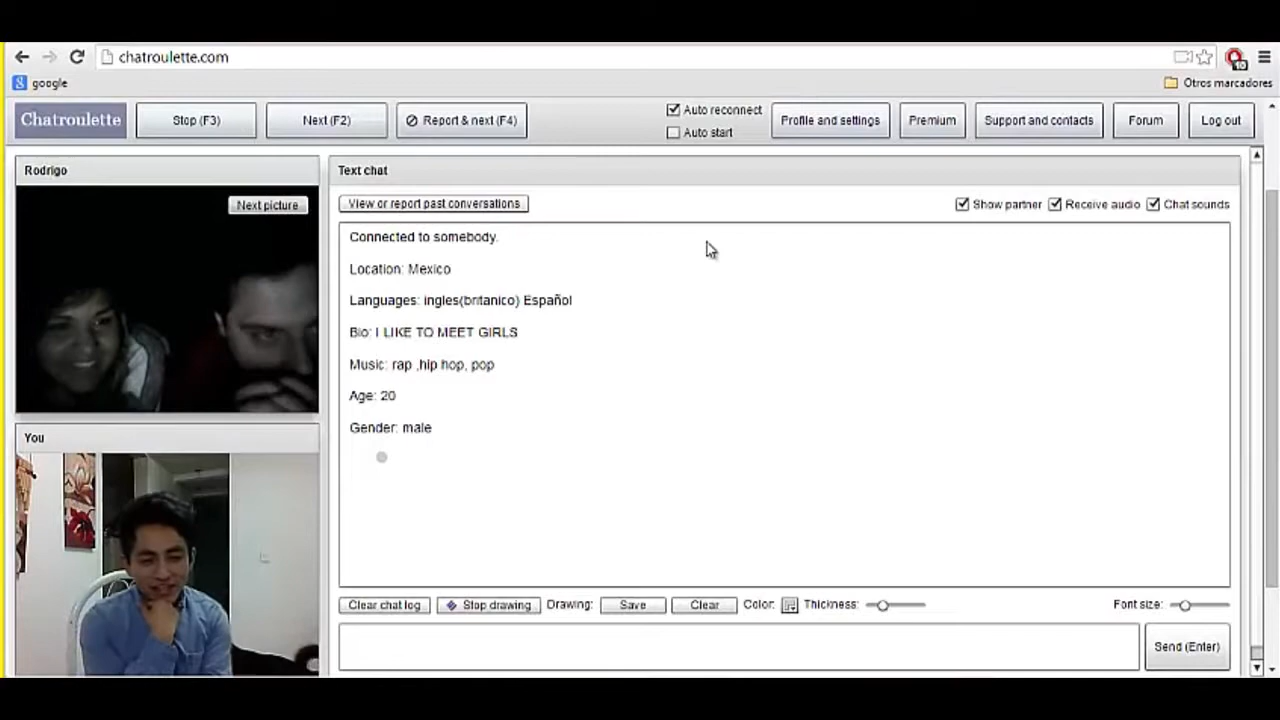 chatroulette.com
google
Otros marcadores
Chatroulette
Stop (F3)
Next (F2)
Report & next (F4)
Auto reconnect
Auto start
Profile and settings
Premium
Support and contacts
Forum
Log out
Rodrigo
Next picture
Text chat
View or report past conversations
Show partner
Receive audio
Chat sounds
Connected to somebody.
Location: Mexico
Languages: ingles(britanico) Español
Bio: I LIKE TO MEET GIRLS
Music: rap ,hip hop, pop
Age: 20
Gender: male
You
Clear chat log
Stop drawing
Drawing:
Save
Clear
Color:
Thickness:
Font size:
Send (Enter)